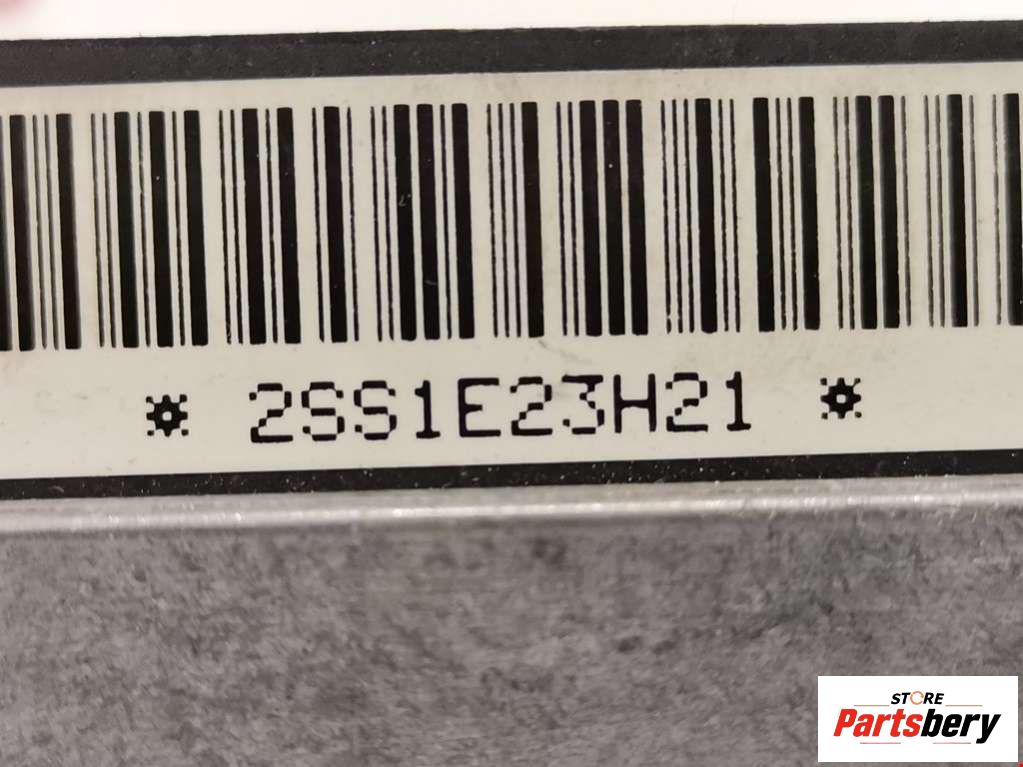 * 2SS1E23H21 *
STORE
Partsbery